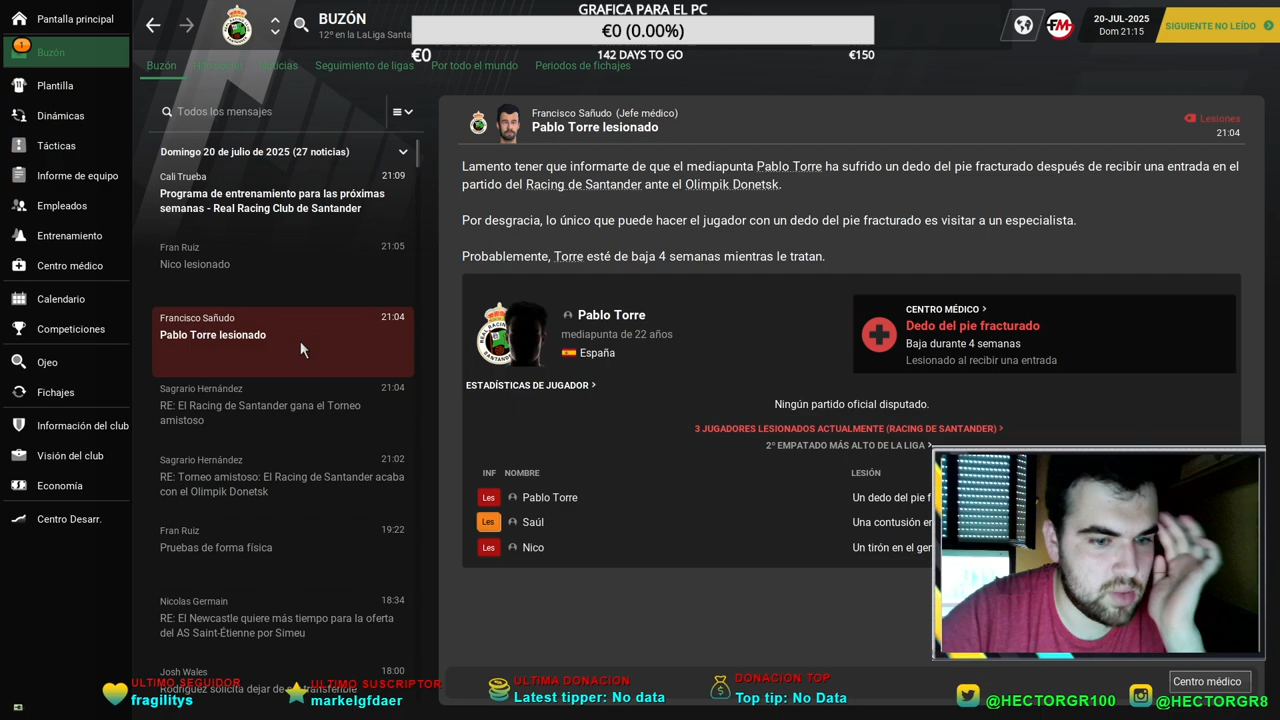 Pantalla principal
1
Buzón
Plantilla
Dinámicas
Tácticas
Informe de equipo
Empleados
Entrenamiento
Centro médico
Calendario
Competiciones
Ojeo
Fichajes
Información del club
Visión del club
Economía
Centro Desarr.
BUZÓN
12º en la LaLiga Santa
GRAFICA PARA EL PC
€0 (0.00%)
€0
142 DAYS TO GO
€150
FM
20-JUL-2025
Dom 21:15
SIGUIENTE NO LEÍDO
Buzón
Noticias
Seguimiento de ligas
Por todo el mundo
Periodos de fichajes
Todos los mensajes
Domingo 20 de julio de 2025 (27 noticias)
Cali Trueba 21:09
Programa de entrenamiento para las próximas
semanas - Real Racing Club de Santander
Fran Ruiz 21:05
Nico lesionado
Francisco Sañudo 21:04
Pablo Torre lesionado
Sagrario Hernández 21:04
RE: El Racing de Santander gana el Torneo
amistoso
Sagrario Hernández 21:02
RE: Torneo amistoso: El Racing de Santander acaba
con el Olimpik Donetsk
Fran Ruiz 19:22
Pruebas de forma física
Nicolas Germain 18:34
RE: El Newcastle quiere más tiempo para la oferta
del AS Saint-Étienne por Simeu
Josh Wales 18:00
Rodríguez solicita dejar de ser transferible
Francisco Sañudo (Jefe médico)
Pablo Torre lesionado
Lesiones
21:04
Lamento tener que informarte de que el mediapunta Pablo Torre ha sufrido un dedo del pie fracturado después de recibir una entrada en el
partido del Racing de Santander ante el Olimpik Donetsk.
Por desgracia, lo único que puede hacer el jugador con un dedo del pie fracturado es visitar a un especialista.
Probablemente, Torre esté de baja 4 semanas mientras le tratan.
Pablo Torre
mediapunta de 22 años
España
CENTRO MÉDICO >
Dedo del pie fracturado
Baja durante 4 semanas
Lesionado al recibir una entrada
ESTADÍSTICAS DE JUGADOR >
Ningún partido oficial disputado.
3 JUGADORES LESIONADOS ACTUALMENTE (RACING DE SANTANDER) >
2º EMPATADO MÁS ALTO DE LA LIGA >
INF NOMBRE LESIÓN
Les Pablo Torre Un dedo del pie f
Les Saúl Una contusión en
Les Nico Un tirón en el gem
Centro médico
ULTIMO SEGUIDOR
fragilitys
ULTIMO SUSCRIPTOR
markelgfdaer
ULTIMA DONACION
Latest tipper: No data
DONACION TOP
Top tip: No Data
@HECTORGR100
@HECTORGR8